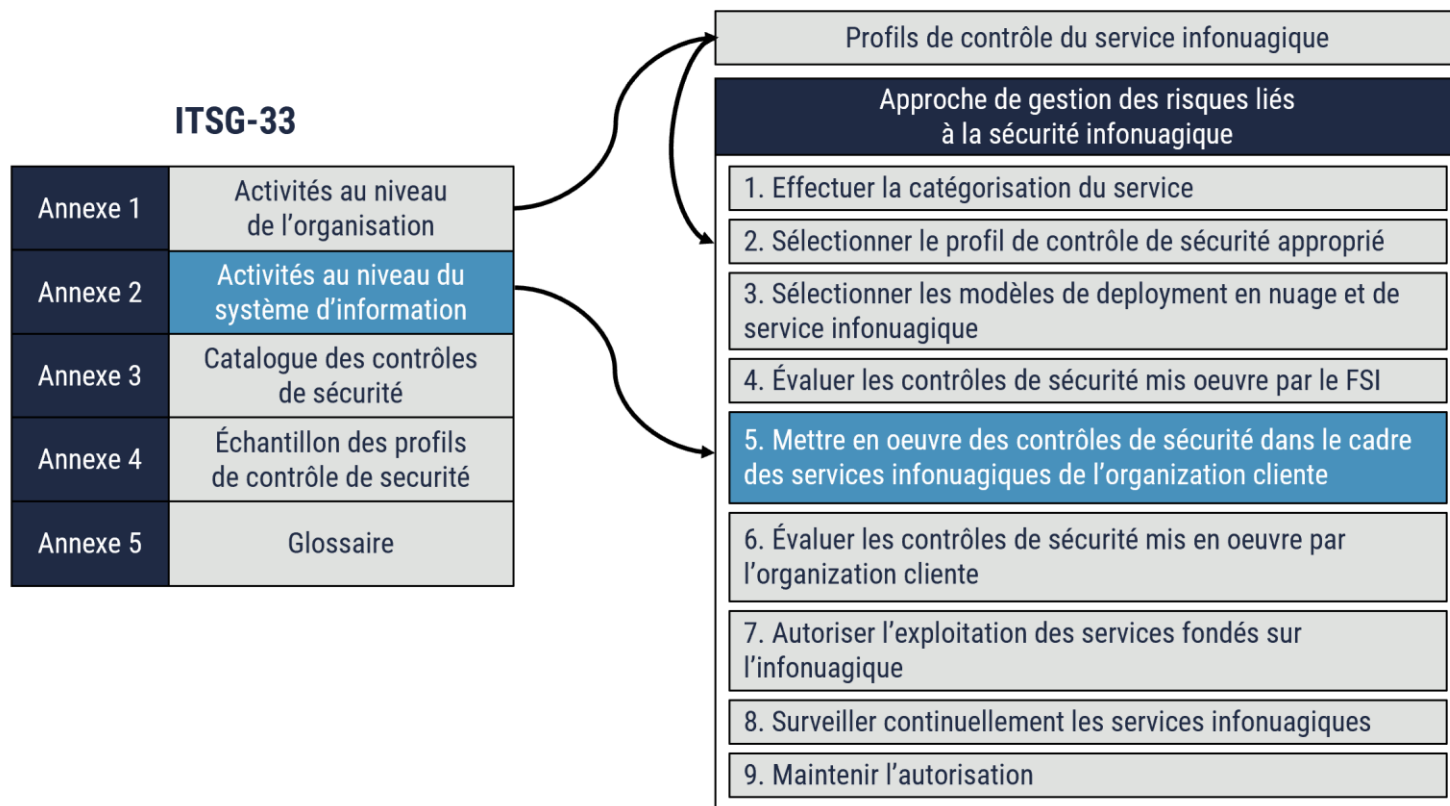 ITSG-33
Annexe 1
Activités au niveau
de l’organisation
Annexe 2
Activités au niveau du
système d’information
Annexe 3
Catalogue des contrôles
de sécurité
Annexe 4
Échantillon des profils
de contrôle de securité
Annexe 5
Glossaire
Profils de contrôle du service infonuagique
Approche de gestion des risques liés
à la sécurité infonuagique
1. Effectuer la catégorisation du service
2. Sélectionner le profil de contrôle de sécurité approprié
3. Sélectionner les modèles de deployment en nuage et de
service infonuagique
4. Évaluer les contrôles de sécurité mis oeuvre par le FSI
5. Mettre en oeuvre des contrôles de sécurité dans le cadre
des services infonuagiques de l’organization cliente
6. Évaluer les contrôles de sécurité mis en oeuvre par
l’organization cliente
7. Autoriser l’exploitation des services fondés sur
l’infonuagique
8. Surveiller continuellement les services infonuagiques
9. Maintenir l’autorisation